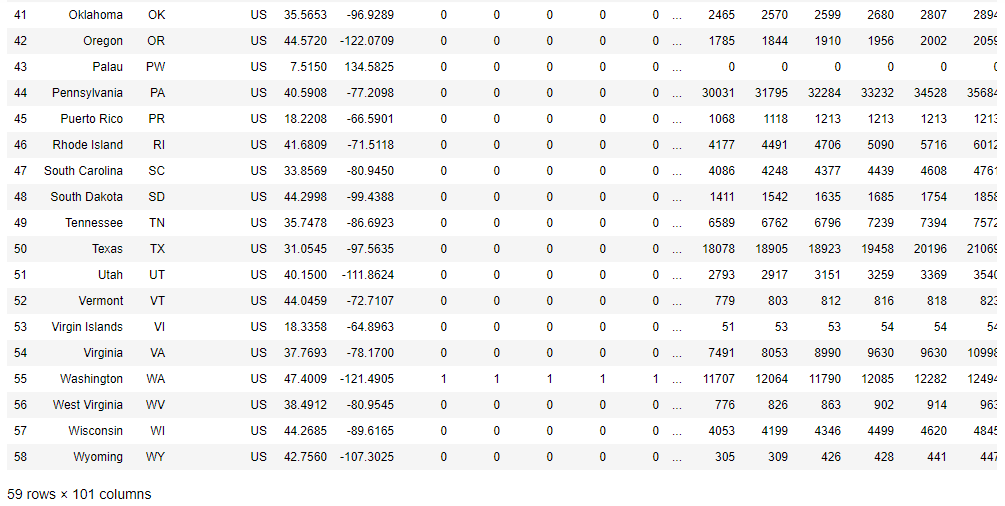 41 Oklahoma OK US 35.5653 -96.9289 0 0 0 0 0 ... 2465 2570 2599 2680 2807 2894
42 Oregon OR US 44.5720 -122.0709 0 0 0 0 0 ... 1785 1844 1910 1956 2002 2059
43 Palau PW US 7.5150 134.5825 0 0 0 0 0 ... 0 0 0 0 0 0
44 Pennsylvania PA US 40.5908 -77.2098 0 0 0 0 0 ... 30031 31795 32284 33232 34528 35684
45 Puerto Rico PR US 18.2208 -66.5901 0 0 0 0 0 ... 1068 1118 1213 1213 1213 1213
46 Rhode Island RI US 41.6809 -71.5118 0 0 0 0 0 ... 4177 4491 4706 5090 5716 6012
47 South Carolina SC US 33.8569 -80.9450 0 0 0 0 0 ... 4086 4248 4377 4439 4608 4761
48 South Dakota SD US 44.2998 -99.4388 0 0 0 0 0 ... 1411 1542 1635 1685 1754 1858
49 Tennessee TN US 35.7478 -86.6923 0 0 0 0 0 ... 6589 6762 6796 7239 7394 7572
50 Texas TX US 31.0545 -97.5635 0 0 0 0 0 ... 18078 18905 18923 19458 20196 21069
51 Utah UT US 40.1500 -111.8624 0 0 0 0 0 ... 2793 2917 3151 3259 3369 3540
52 Vermont VT US 44.0459 -72.7107 0 0 0 0 0 ... 779 803 812 816 818 823
53 Virgin Islands VI US 18.3358 -64.8963 0 0 0 0 0 ... 51 53 53 54 54 54
54 Virginia VA US 37.7693 -78.1700 0 0 0 0 0 ... 7491 8053 8990 9630 9630 10998
55 Washington WA US 47.4009 -121.4905 1 1 1 1 1 ... 11707 12064 11790 12085 12282 12494
56 West Virginia WV US 38.4912 -80.9545 0 0 0 0 0 ... 776 826 863 902 914 963
57 Wisconsin WI US 44.2685 -89.6165 0 0 0 0 0 ... 4053 4199 4346 4499 4620 4845
58 Wyoming WY US 42.7560 -107.3025 0 0 0 0 0 ... 305 309 426 428 441 447
59 rows × 101 columns